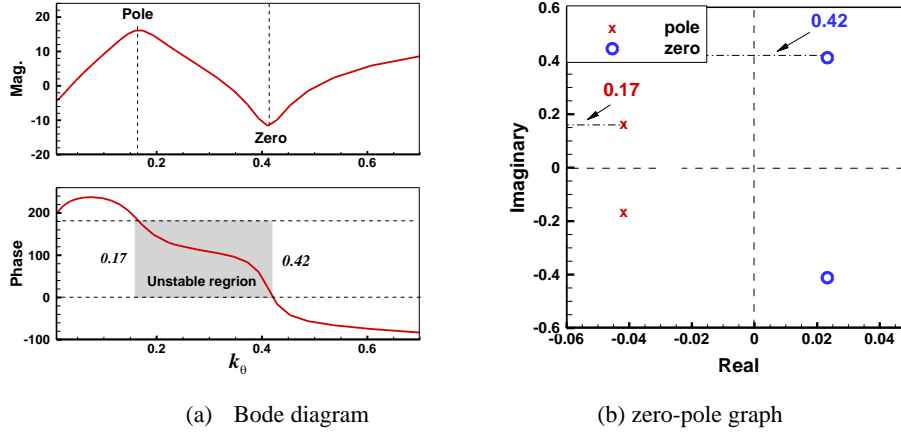 Pole
20
10
0
-10
-20
Mag.
Zero
0.2
0.4
0.6
200
100
0
-100
Phase
0.17
0.42
Unstable regrion
0.2
0.4
0.6
kθ
(a) Bode diagram
x pole
zero
0.42
0.17
0.6
0.4
0.2
0
-0.2
-0.4
-0.6
Imaginary
-0.06
-0.04
-0.02
0
0.02
0.04
Real
(b) zero-pole graph